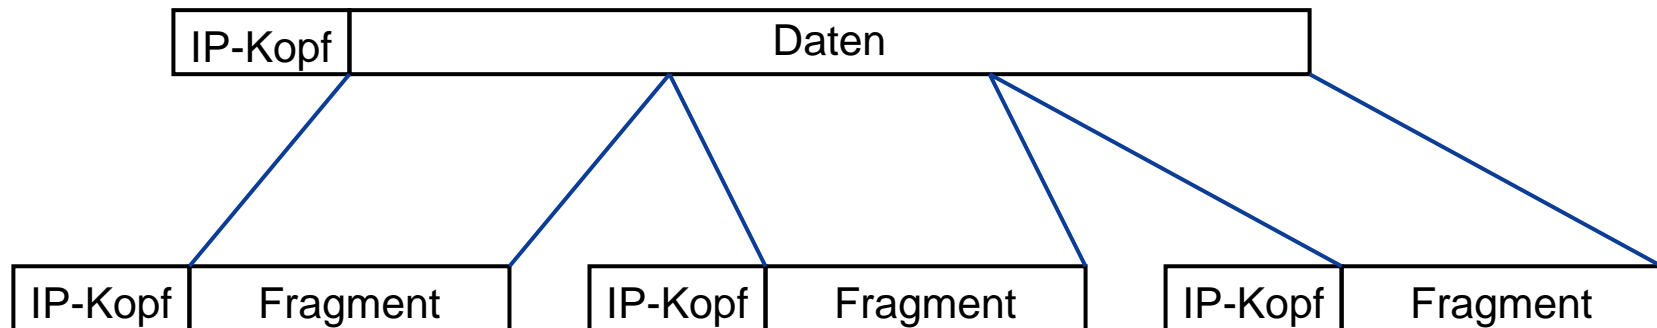 IP-Kopf Daten
IP-Kopf Fragment IP-Kopf Fragment IP-Kopf Fragment